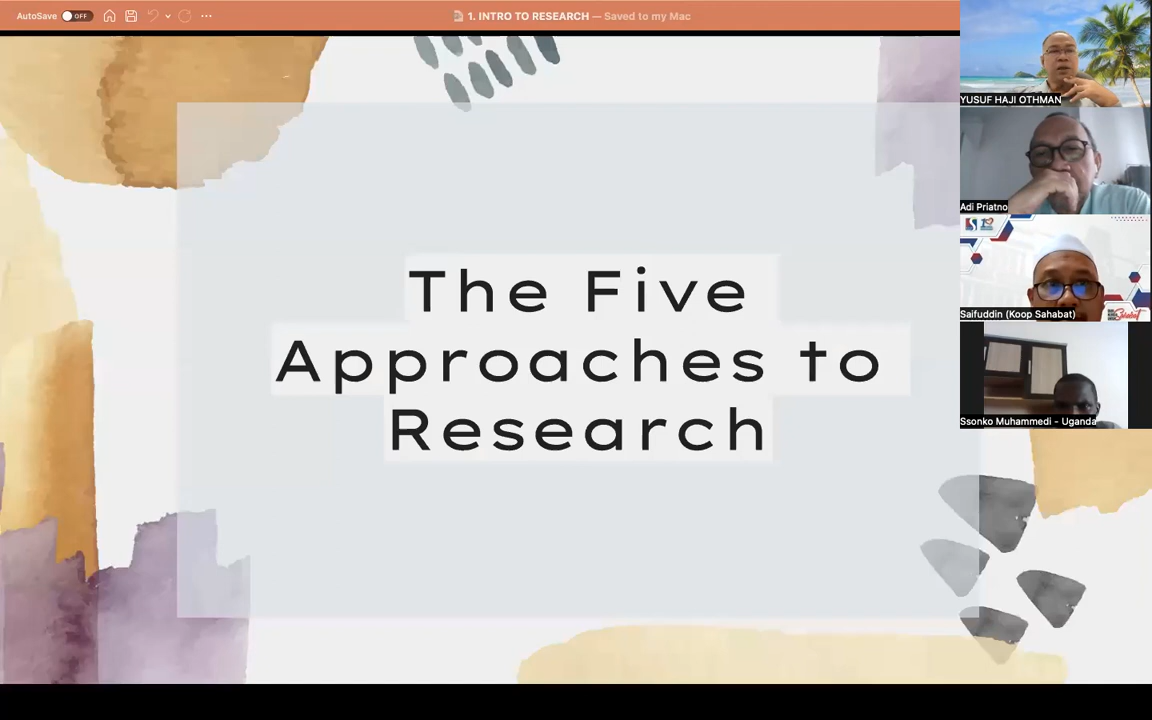 AutoSave OFF
1. INTRO TO RESEARCH — Saved to my Mac
The Five
Approaches to
Research
YUSUF HAJI OTHMAN
Adi Priatno
Saifuddin (Koop Sahabat)
Sahabat
Ssonko Muhammedi - Uganda